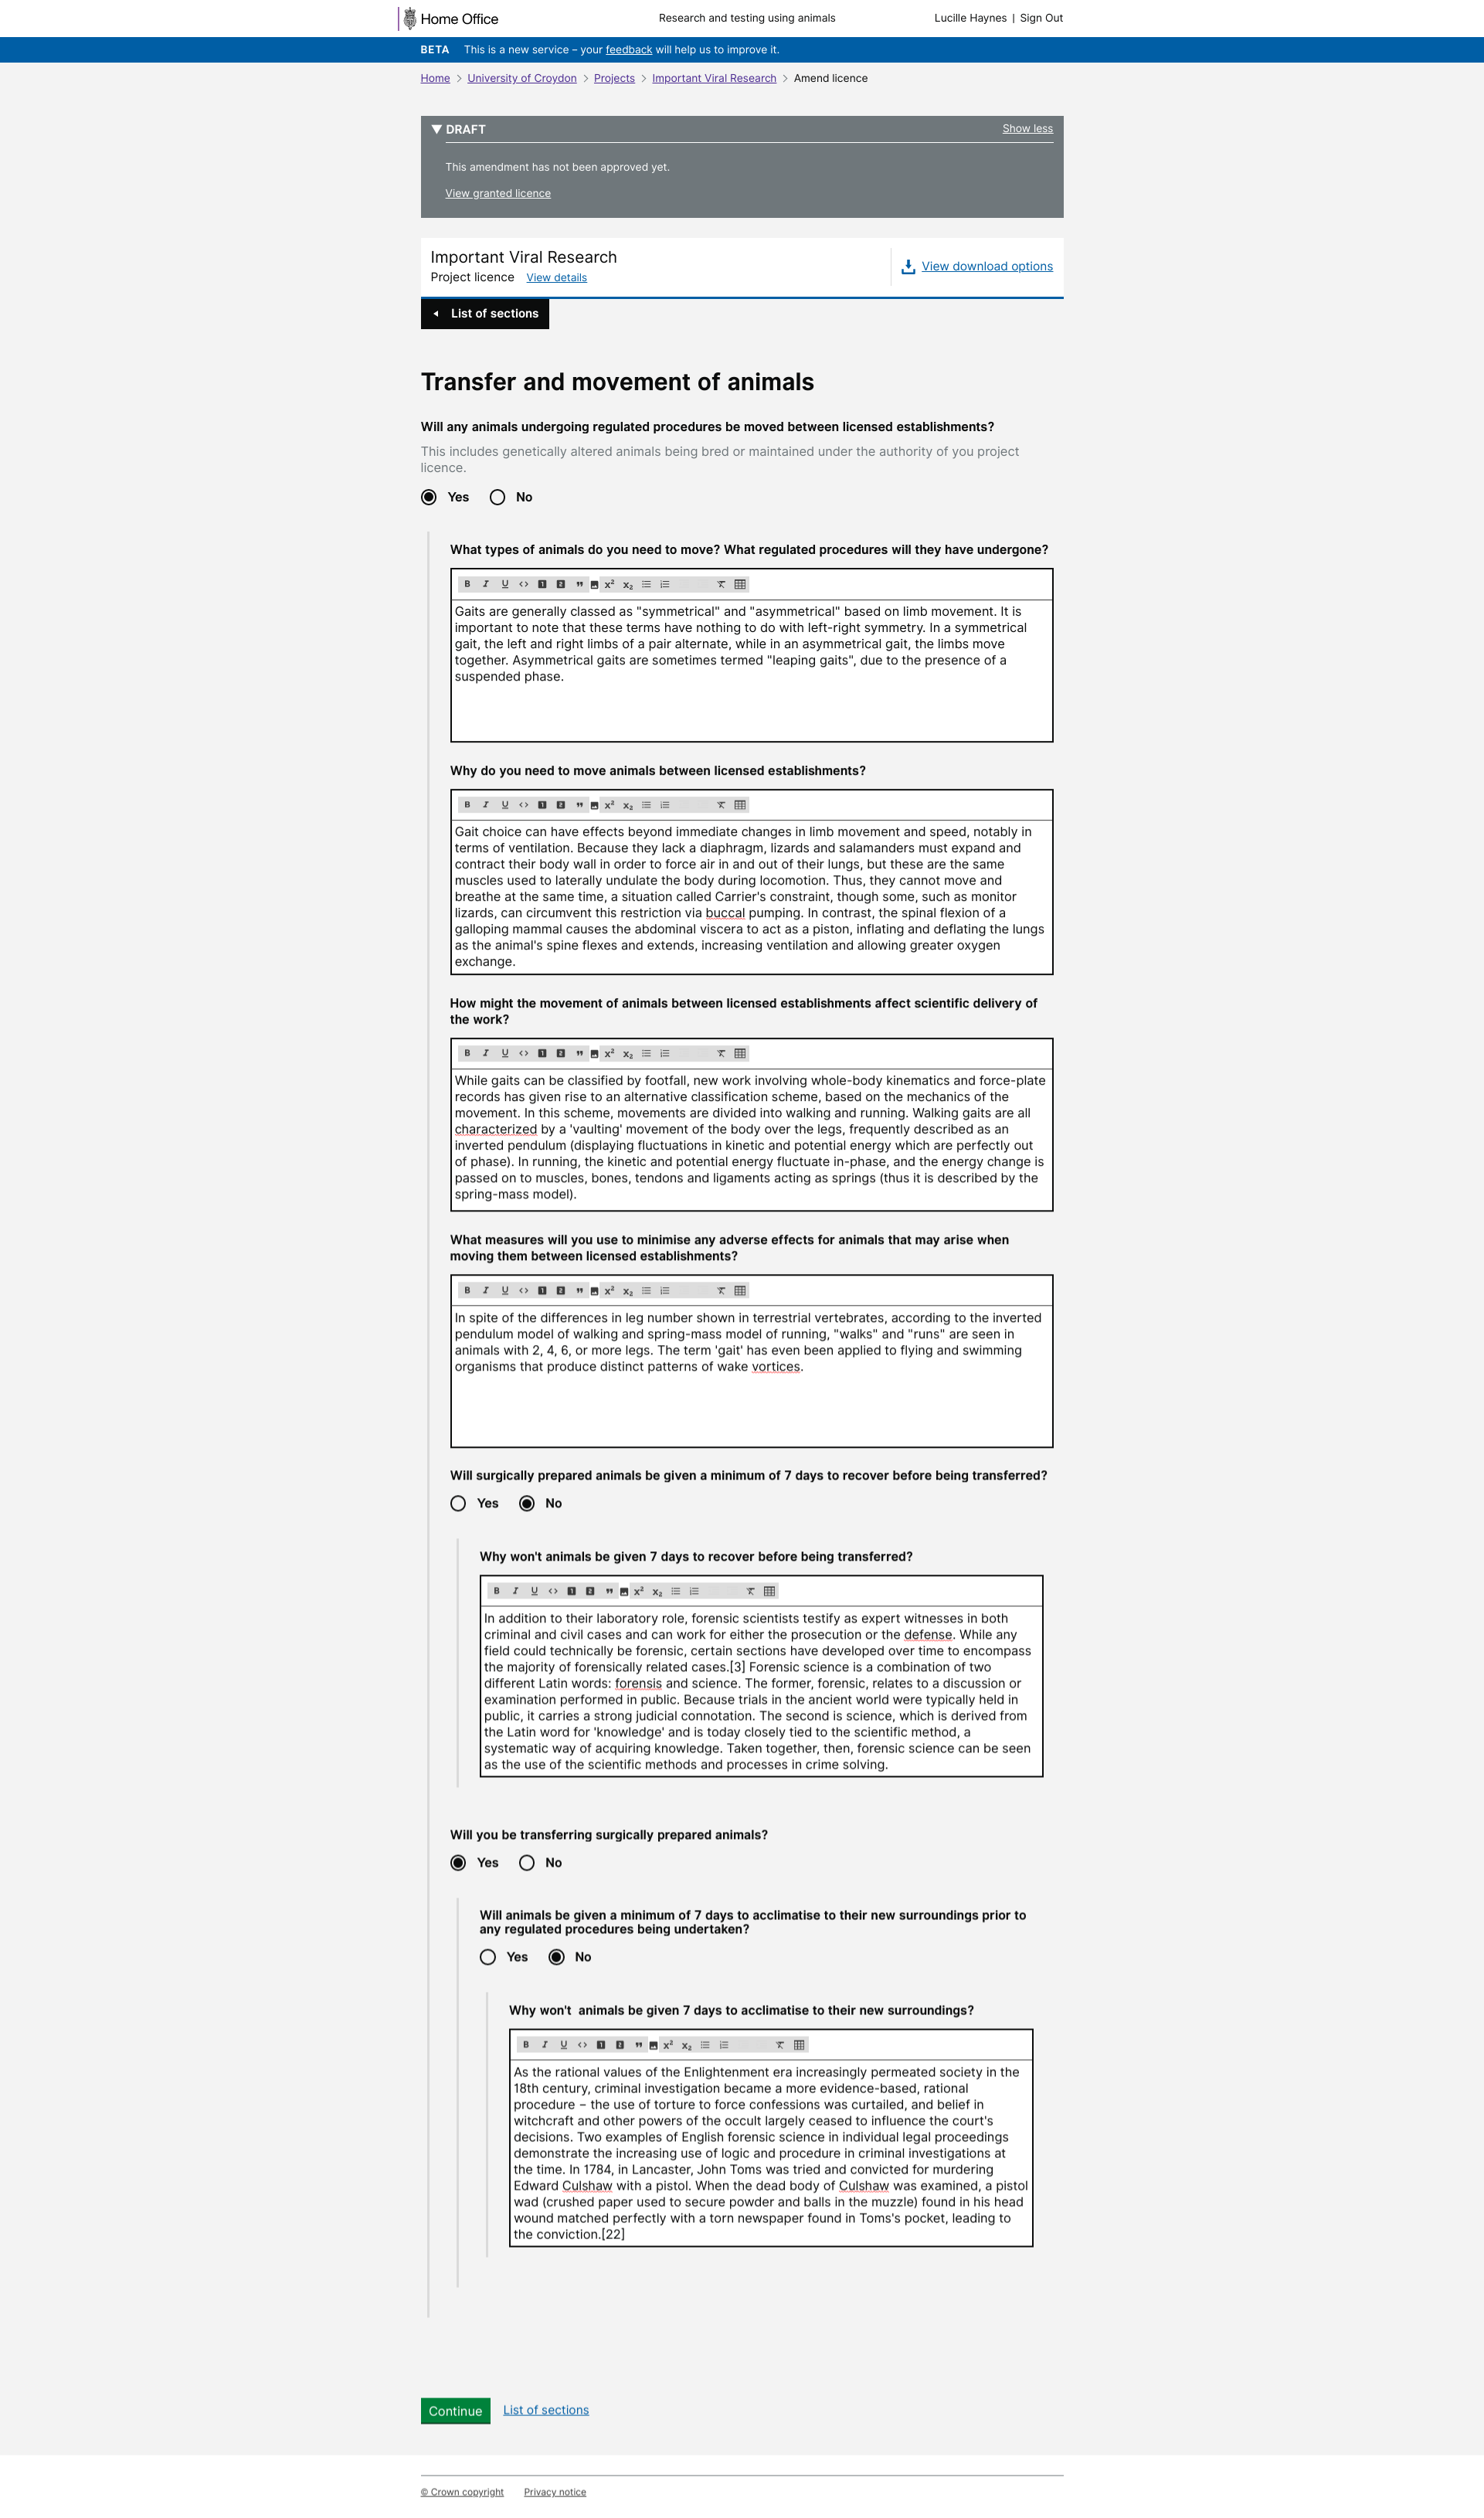 Home Office
Research and testing using animals
Lucille Haynes | Sign Out
BETA This is a new service – your feedback will help us to improve it.
Home > University of Croydon > Projects > Important Viral Research > Amend licence
DRAFT
Show less
This amendment has not been approved yet.
View granted licence
Important Viral Research
Project licence View details
View download options
List of sections
Transfer and movement of animals
Will any animals undergoing regulated procedures be moved between licensed establishments?
This includes genetically altered animals being bred or maintained under the authority of you project
licence.
Yes No
What types of animals do you need to move? What regulated procedures will they have undergone?
B I U <> 1 2 " x² x₂
Gaits are generally classed as "symmetrical" and "asymmetrical" based on limb movement. It is
important to note that these terms have nothing to do with left-right symmetry. In a symmetrical
gait, the left and right limbs of a pair alternate, while in an asymmetrical gait, the limbs move
together. Asymmetrical gaits are sometimes termed "leaping gaits", due to the presence of a
suspended phase.
Why do you need to move animals between licensed establishments?
B I U <> 1 2 " x² x₂
Gait choice can have effects beyond immediate changes in limb movement and speed, notably in
terms of ventilation. Because they lack a diaphragm, lizards and salamanders must expand and
contract their body wall in order to force air in and out of their lungs, but these are the same
muscles used to laterally undulate the body during locomotion. Thus, they cannot move and
breathe at the same time, a situation called Carrier's constraint, though some, such as monitor
lizards, can circumvent this restriction via buccal pumping. In contrast, the spinal flexion of a
galloping mammal causes the abdominal viscera to act as a piston, inflating and deflating the lungs
as the animal's spine flexes and extends, increasing ventilation and allowing greater oxygen
exchange.
How might the movement of animals between licensed establishments affect scientific delivery of
the work?
B I U <> 1 2 " x² x₂
While gaits can be classified by footfall, new work involving whole-body kinematics and force-plate
records has given rise to an alternative classification scheme, based on the mechanics of the
movement. In this scheme, movements are divided into walking and running. Walking gaits are all
characterized by a 'vaulting' movement of the body over the legs, frequently described as an
inverted pendulum (displaying fluctuations in kinetic and potential energy which are perfectly out
of phase). In running, the kinetic and potential energy fluctuate in-phase, and the energy change is
passed on to muscles, bones, tendons and ligaments acting as springs (thus it is described by the
spring-mass model).
What measures will you use to minimise any adverse effects for animals that may arise when
moving them between licensed establishments?
B I U <> 1 2 " x² x₂
In spite of the differences in leg number shown in terrestrial vertebrates, according to the inverted
pendulum model of walking and spring-mass model of running, "walks" and "runs" are seen in
animals with 2, 4, 6, or more legs. The term 'gait' has even been applied to flying and swimming
organisms that produce distinct patterns of wake vortices.
Will surgically prepared animals be given a minimum of 7 days to recover before being transferred?
Yes No
Why won't animals be given 7 days to recover before being transferred?
B I U <> 1 2 " x² x₂
In addition to their laboratory role, forensic scientists testify as expert witnesses in both
criminal and civil cases and can work for either the prosecution or the defense. While any
field could technically be forensic, certain sections have developed over time to encompass
the majority of forensically related cases.[3] Forensic science is a combination of two
different Latin words: forensis and science. The former, forensic, relates to a discussion or
examination performed in public. Because trials in the ancient world were typically held in
public, it carries a strong judicial connotation. The second is science, which is derived from
the Latin word for 'knowledge' and is today closely tied to the scientific method, a
systematic way of acquiring knowledge. Taken together, then, forensic science can be seen
as the use of the scientific methods and processes in crime solving.
Will you be transferring surgically prepared animals?
Yes No
Will animals be given a minimum of 7 days to acclimatise to their new surroundings prior to
any regulated procedures being undertaken?
Yes No
Why won't animals be given 7 days to acclimatise to their new surroundings?
B I U <> 1 2 " x² x₂
As the rational values of the Enlightenment era increasingly permeated society in the
18th century, criminal investigation became a more evidence-based, rational
procedure – the use of torture to force confessions was curtailed, and belief in
witchcraft and other powers of the occult largely ceased to influence the court's
decisions. Two examples of English forensic science in individual legal proceedings
demonstrate the increasing use of logic and procedure in criminal investigations at
the time. In 1784, in Lancaster, John Toms was tried and convicted for murdering
Edward Culshaw with a pistol. When the dead body of Culshaw was examined, a pistol
wad (crushed paper used to secure powder and balls in the muzzle) found in his head
wound matched perfectly with a torn newspaper found in Toms's pocket, leading to
the conviction.[22]
Continue List of sections
© Crown copyright Privacy notice